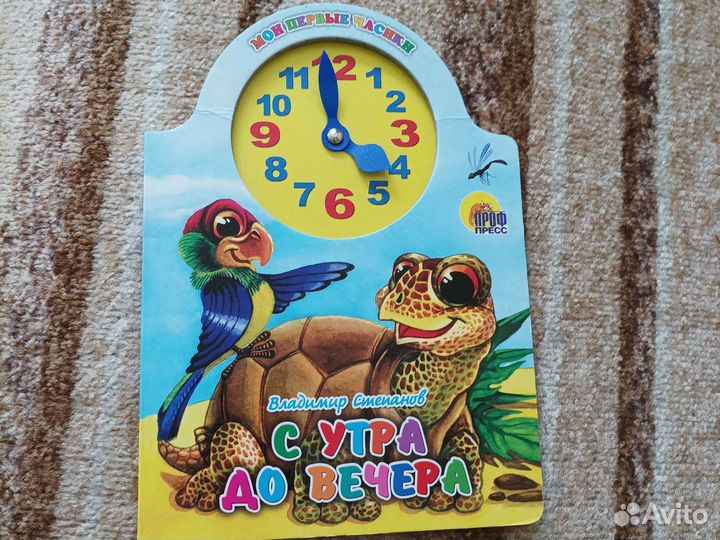 МОИ ПЕРВЫЕ ЧАСИКИ
12
11 1
10 2
9 3
8 4
7 5
6
ПРОФ
ПРЕСС
Владимир Степанов
С УТРА
ДО ВЕЧЕРА
Avito